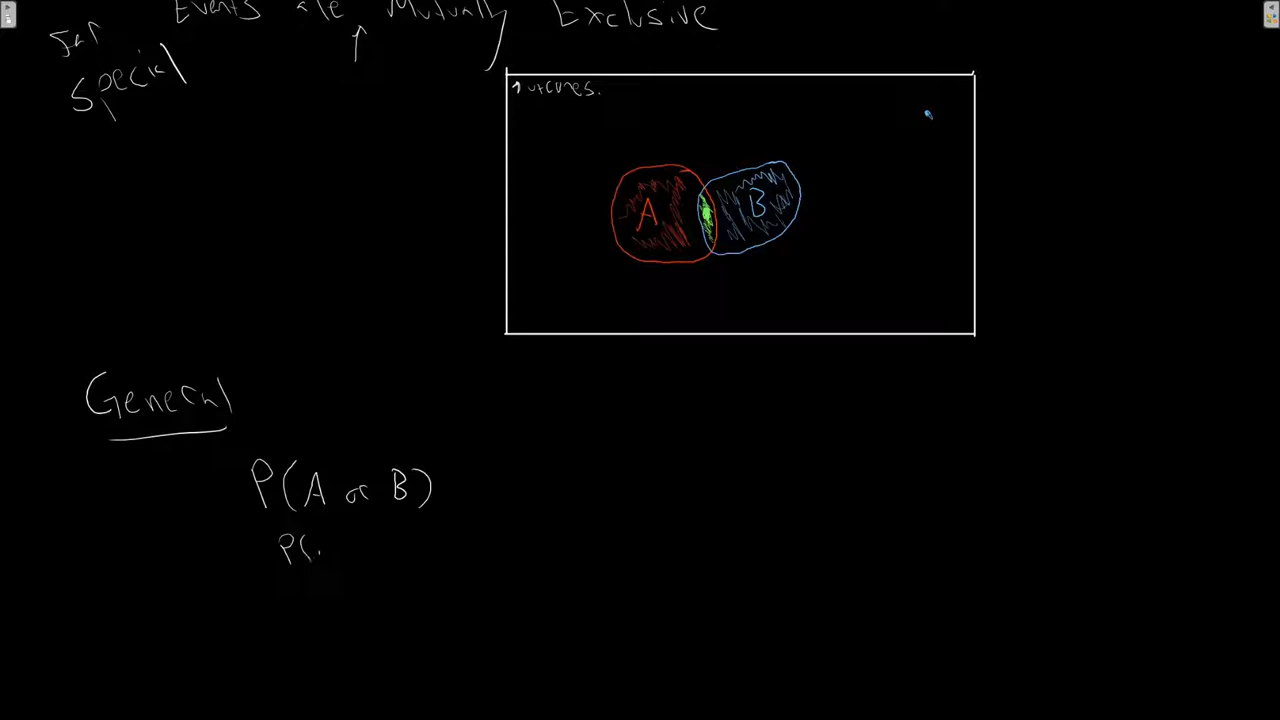 Events are Mutually Exclusive
Special
outcomes.
A B
General
P(A or B)
P(